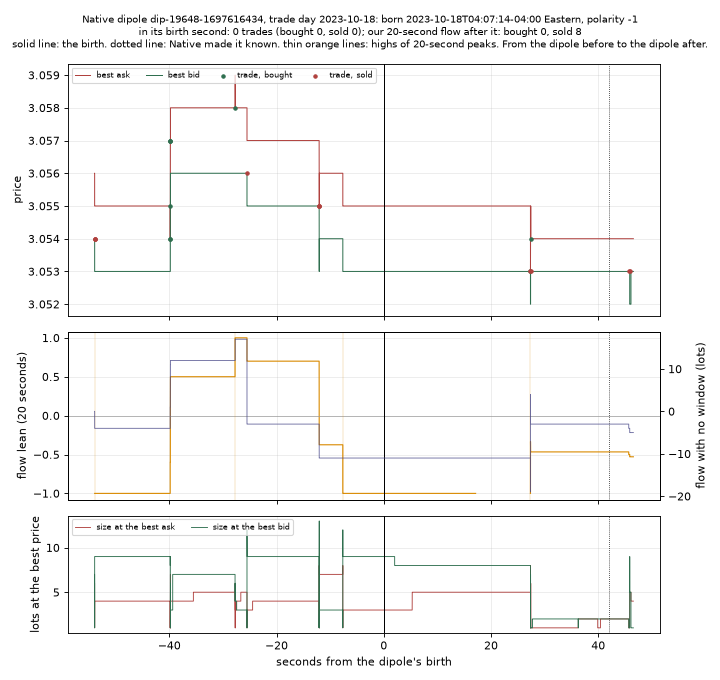 Native dipole dip-19648-1697616434, trade day 2023-10-18: born 2023-10-18T04:07:14-04:00 Eastern, polarity -1
in its birth second: 0 trades (bought 0, sold 0); our 20-second flow after it: bought 0, sold 8
solid line: the birth. dotted line: Native made it known. thin orange lines: highs of 20-second peaks. From the dipole before to the dipole after.
best ask
best bid
trade, bought
trade, sold
3.059
3.058
3.057
3.056
3.055
3.054
3.053
3.052
price
1.0
0.5
0.0
−0.5
−1.0
flow lean (20 seconds)
10
0
−10
−20
flow with no window (lots)
size at the best ask
size at the best bid
10
5
lots at the best price
−40
−20
0
20
40
seconds from the dipole's birth